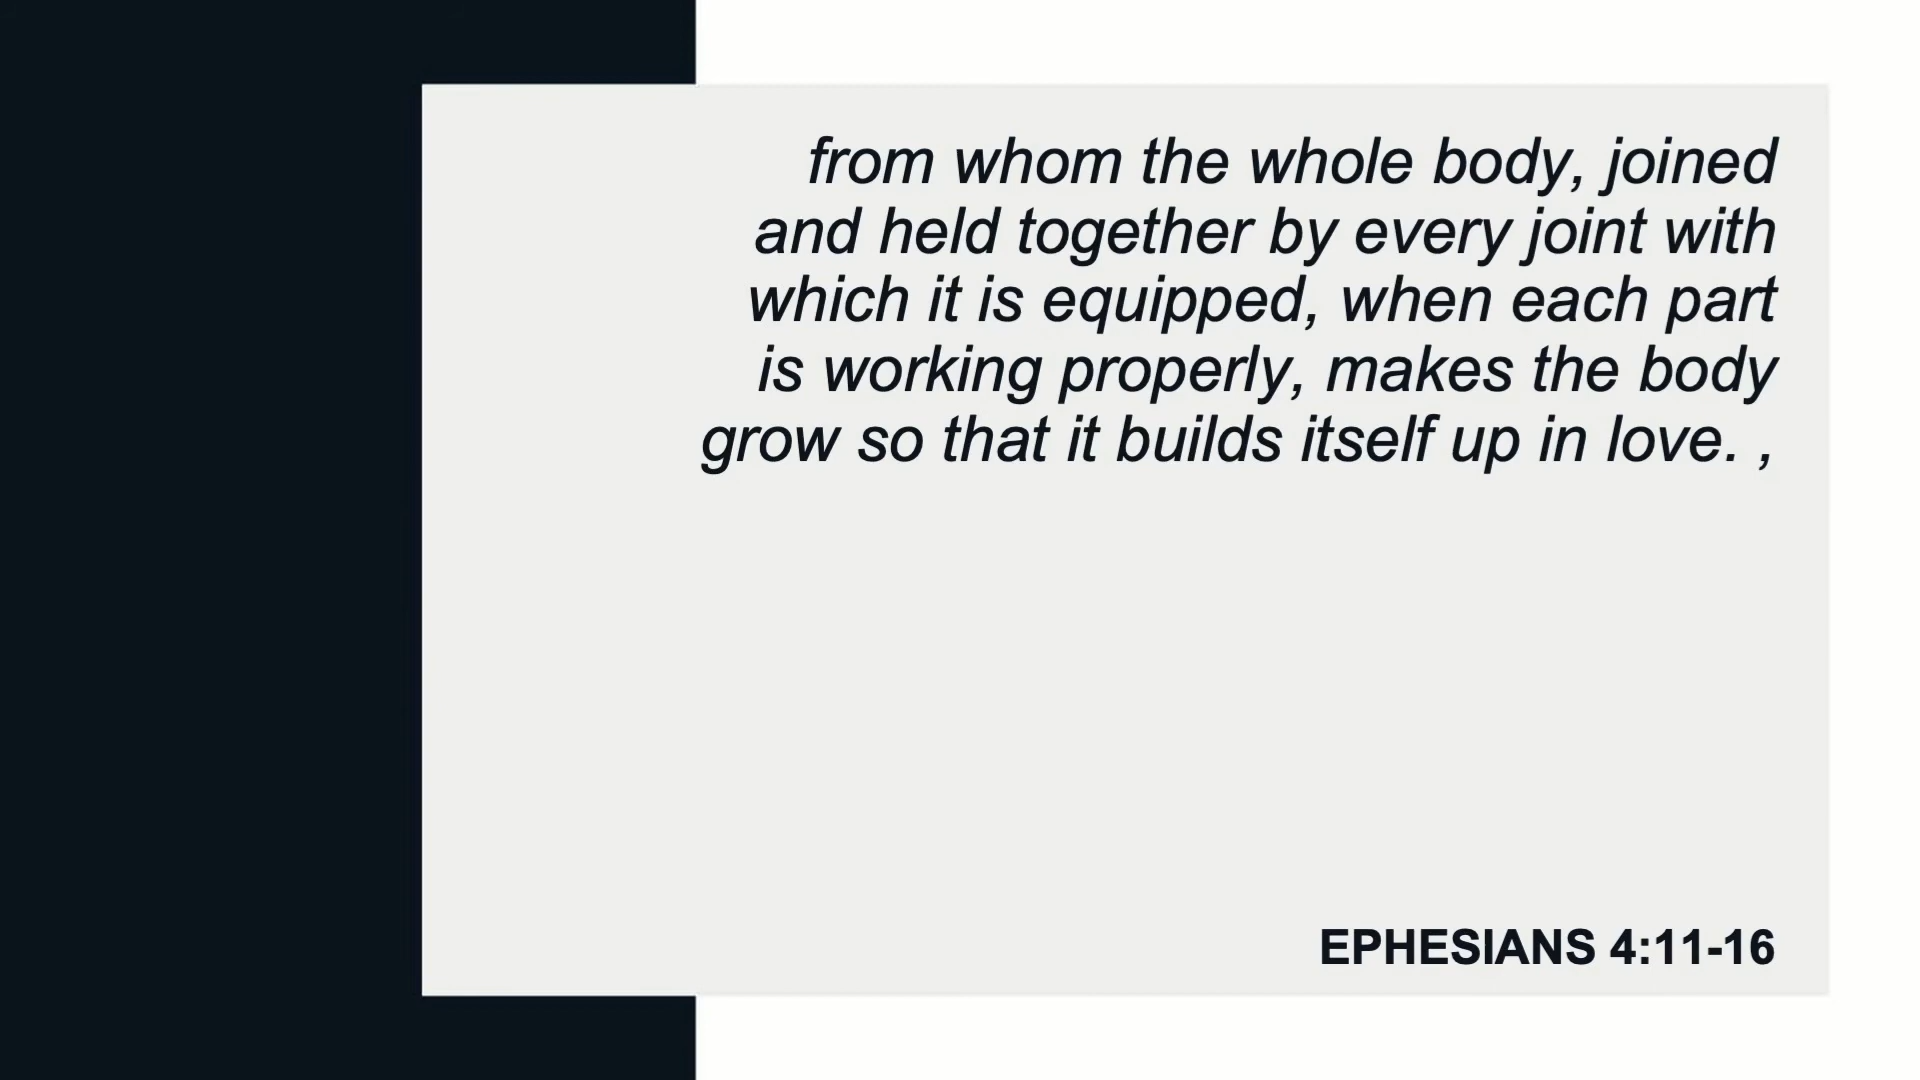 from whom the whole body, joined
and held together by every joint with
which it is equipped, when each part
is working properly, makes the body
grow so that it builds itself up in love. ,
EPHESIANS 4:11-16